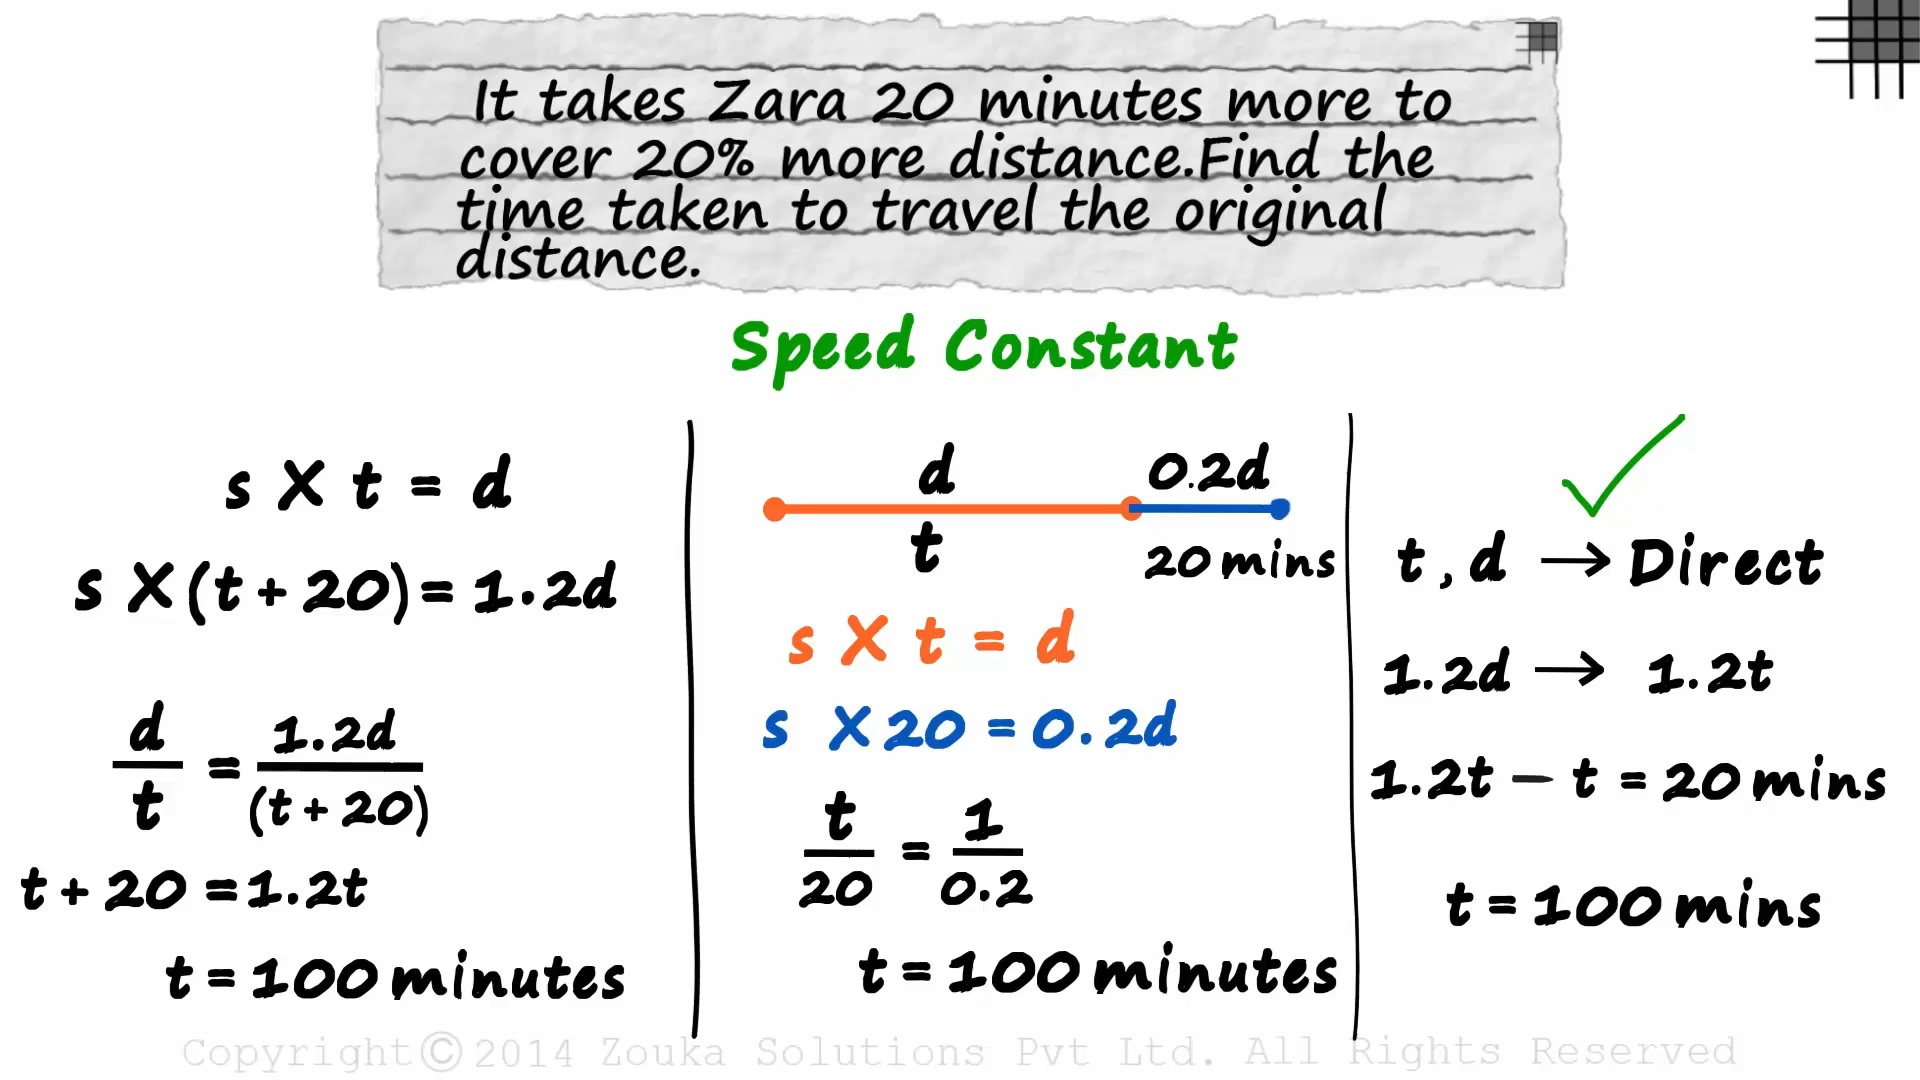 It takes Zara 20 minutes more to
cover 20% more distance.Find the
time taken to travel the original
distance.
Speed Constant
s X t = d
s X (t + 20) = 1.2d
d/t = 1.2d/(t + 20)
t + 20 = 1.2t
t = 100 minutes
d 0.2d
t 20 mins
s X t = d
s X 20 = 0.2d
t/20 = 1/0.2
t = 100 minutes
t , d → Direct
1.2d → 1.2t
1.2t − t = 20 mins
t = 100 mins
Copyright©2014 Zouka Solutions Pvt Ltd. All Rights Reserved